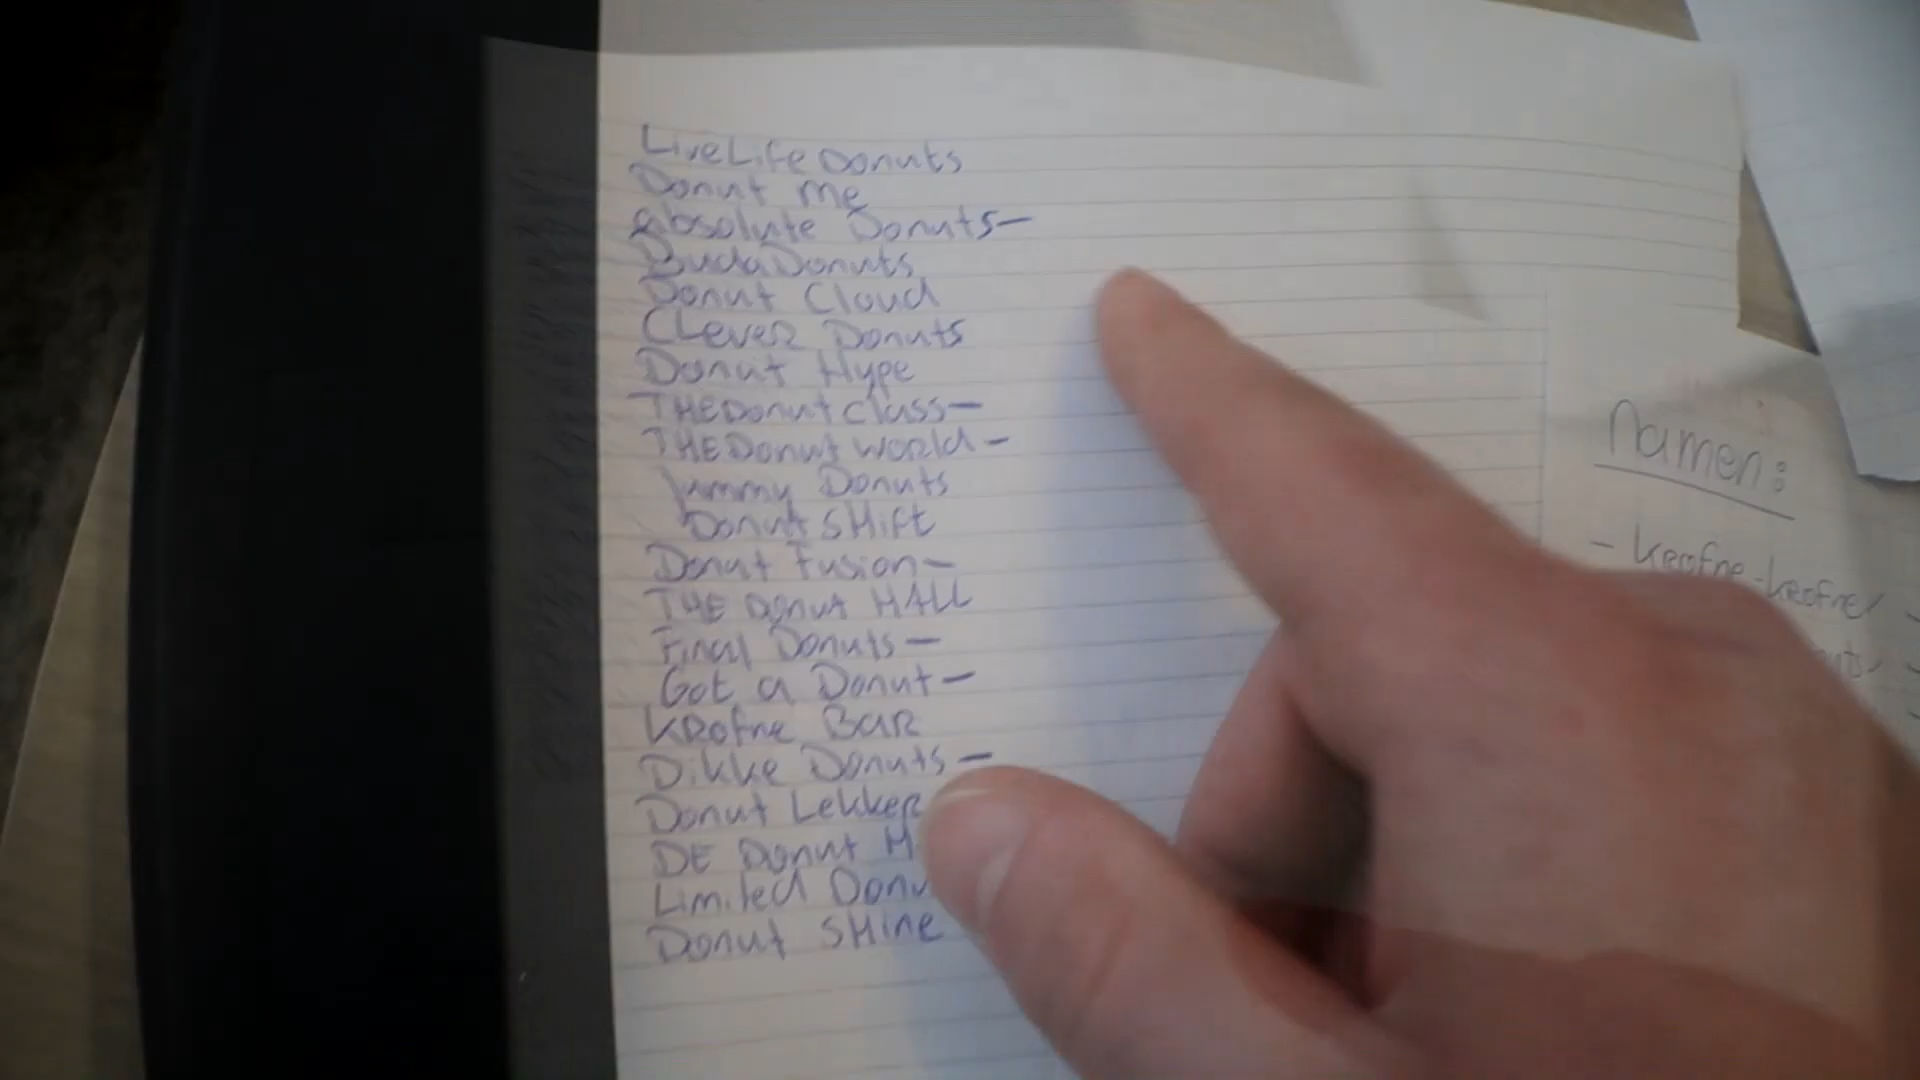 LiveLife Donuts
Donut Me
Absolute Donuts-
BudaDonuts
Donut Cloud
CLever Donuts
Donut Hype
THEDonut class-
THEDonut world-
Yummy Donuts
Donut SHift
Donut Fusion-
THE Donut HALL
Final Donuts-
Got a Donut-
KRofne BaR
Dikke Donuts-
Donut Lekker
DE Donut
Limited
Donut SHine
Namen:
- krofne-krofne